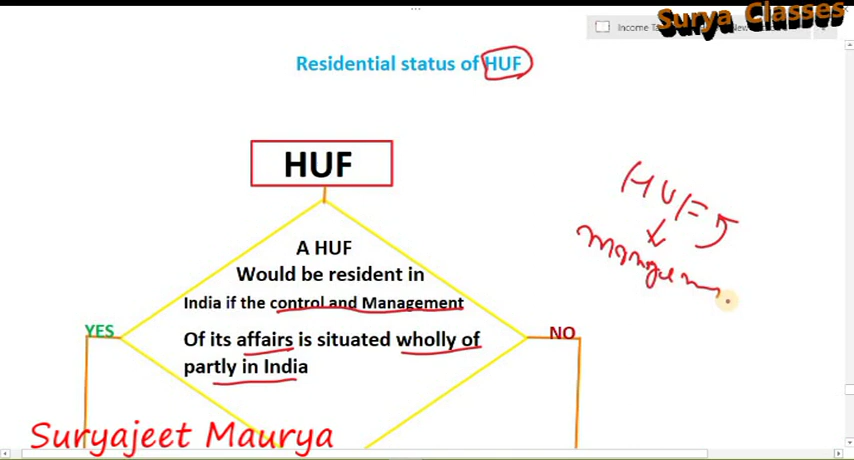 Surya Classes
Residential status of HUF
HUF
A HUF
Would be resident in
India if the control and Management
Of its affairs is situated wholly of
partly in India
YES
NO
HUF
Suryajeet Maurya